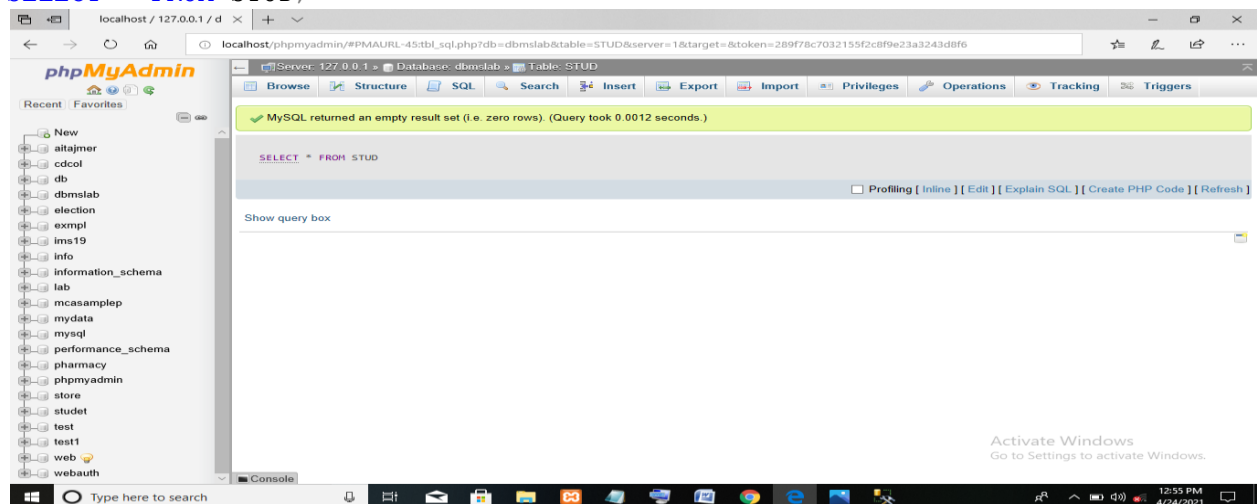 SELECT * FROM STUD;
localhost / 127.0.0.1 / d
localhost/phpmyadmin/#PMAURL-45:tbl_sql.php?db=dbmslab&table=STUD&server=1&target=&token=289f78c7032155f2c8f9e23a3243d8f6
phpMyAdmin
Recent Favorites
New
aitajmer
cdcol
db
dbmslab
election
exmpl
ims19
info
information_schema
lab
mcasamplep
mydata
mysql
performance_schema
pharmacy
phpmyadmin
store
studet
test
test1
web
webauth
Server: 127.0.0.1 » Database: dbmslab » Table: STUD
Browse Structure SQL Search Insert Export Import Privileges Operations Tracking Triggers
MySQL returned an empty result set (i.e. zero rows). (Query took 0.0012 seconds.)
SELECT * FROM STUD
Profiling [ Inline ] [ Edit ] [ Explain SQL ] [ Create PHP Code ] [ Refresh ]
Show query box
Console
Activate Windows
Go to Settings to activate Windows.
Type here to search
12:55 PM
4/24/2021